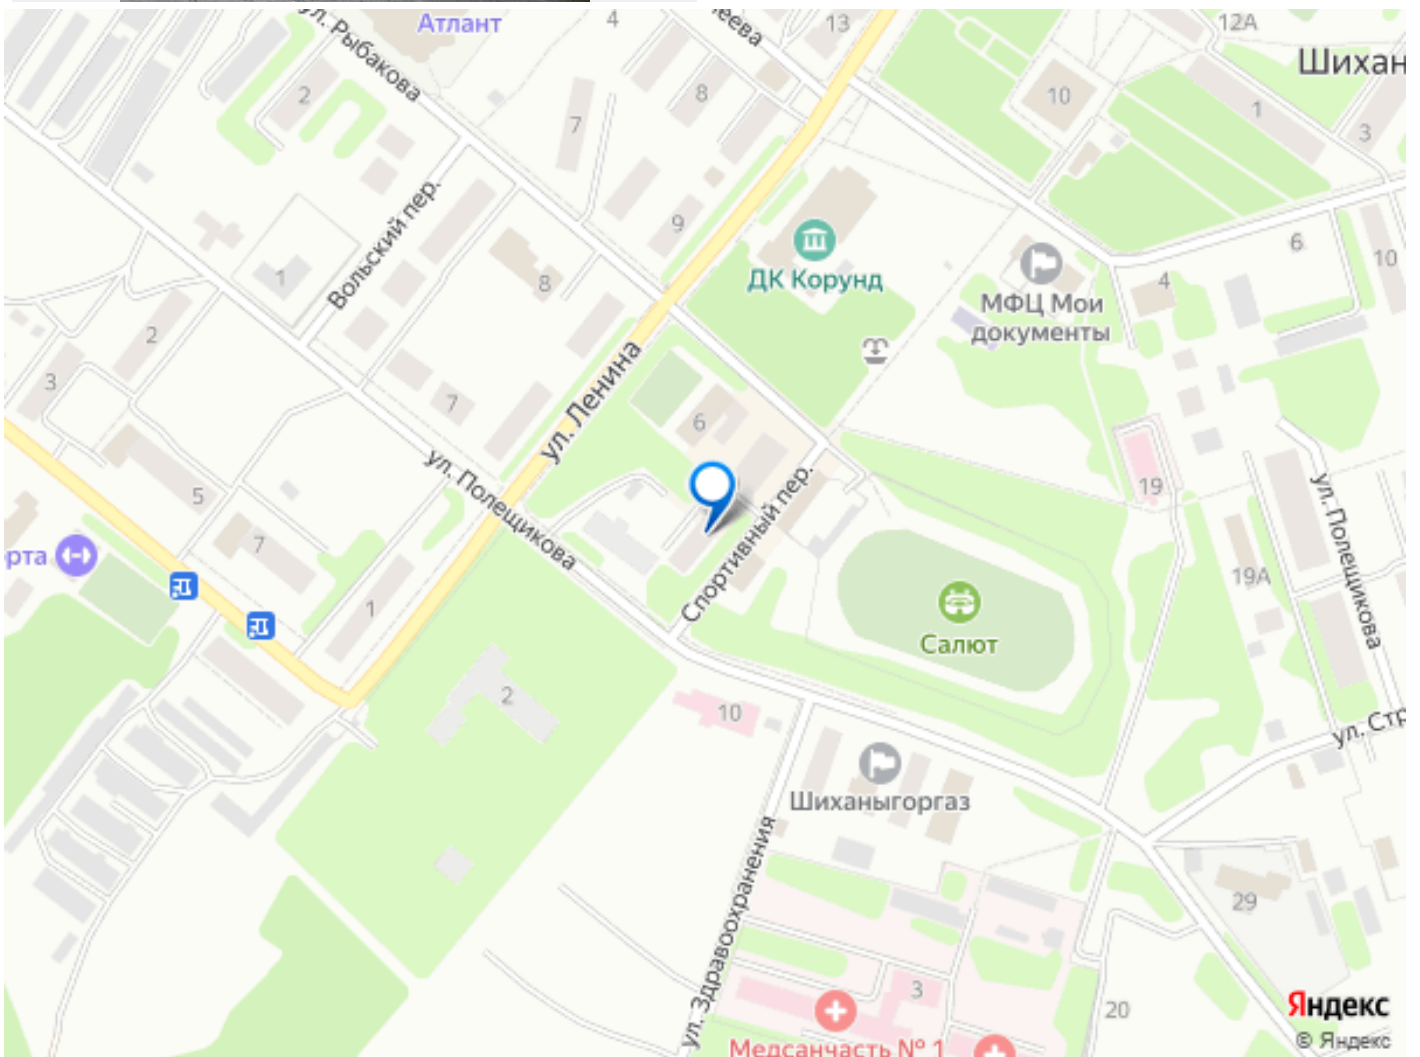 Атлант
4
13
12А
Шихан
ул. Рыбакова
2
8
10
1
3
7
9
ДК Корунд
6
10
МФЦ Мои
документы
4
1
Вольский пер.
8
2
3
7
ул. Ленина
6
ул. Полещикова
Спортивный пер.
19
ул. Полещикова
5
7
рта
1
19А
Салют
2
10
ул. Стр
Шиханыгоргаз
ул. Здравоохранения
29
3
20
Медсанчасть № 1
Яндекс
© Яндекс